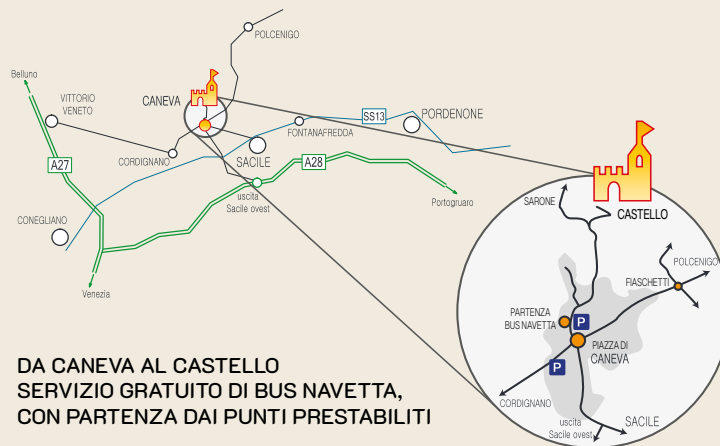 POLCENIGO
Belluno
VITTORIO
VENETO
CANEVA
SS13
PORDENONE
FONTANAFREDDA
CORDIGNANO
SACILE
A27
A28
uscita
Sacile ovest
Portogruaro
CONEGLIANO
Venezia
SARONE
CASTELLO
POLCENIGO
FIASCHETTI
PARTENZA
BUS NAVETTA
P
PIAZZA DI
CANEVA
P
CORDIGNANO
uscita
Sacile ovest
SACILE
DA CANEVA AL CASTELLO
SERVIZIO GRATUITO DI BUS NAVETTA,
CON PARTENZA DAI PUNTI PRESTABILITI